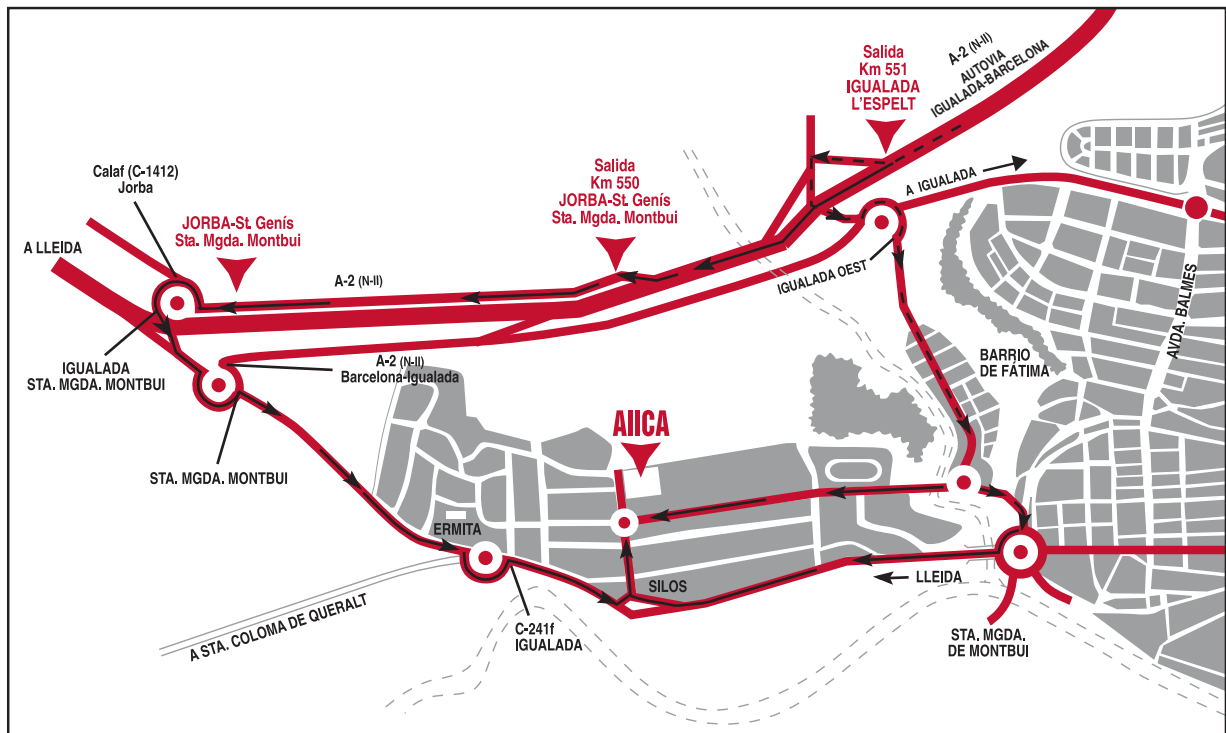 A-2 (N-II)
AUTOVIA
IGUALADA-BARCELONA
Salida
Km 551
IGUALADA
L'ESPELT
Calaf (C-1412)
Jorba
Salida
Km 550
JORBA-St. Genís
Sta. Mgda. Montbui
A IGUALADA
JORBA-St. Genís
Sta. Mgda. Montbui
A LLEIDA
A-2 (N-II)
IGUALADA OEST
AVDA. BALMES
IGUALADA
STA. MGDA. MONTBUI
A-2 (N-II)
Barcelona-Igualada
BARRIO
DE FÁTIMA
AIICA
STA. MGDA. MONTBUI
ERMITA
SILOS
LLEIDA
A STA. COLOMA DE QUERALT
C-241f
IGUALADA
STA. MGDA.
DE MONTBUI